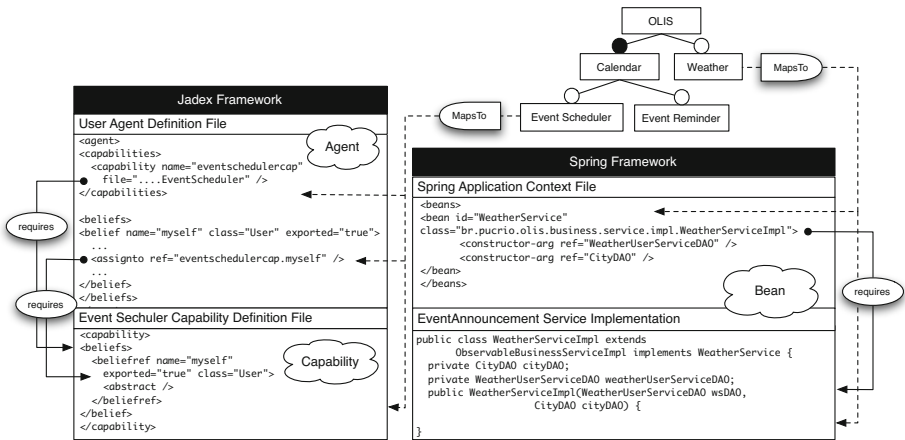 OLIS
Calendar
Weather
MapsTo
MapsTo
Event Scheduler
Event Reminder
Jadex Framework
User Agent Definition File
Agent
<agent>
<capabilities>
<capability name="eventschedulercap"
file="....EventScheduler" />
</capabilities>
<beliefs>
<belief name="myself" class="User" exported="true">
...
<assignto ref="eventschedulercap.myself" />
...
</belief>
</beliefs>
requires
requires
Event Sechuler Capability Definition File
<capability>
<beliefs>
<beliefref name="myself"
exported="true" class="User">
<abstract />
</beliefref>
</belief>
</capability>
Capability
Spring Framework
Spring Application Context File
<beans>
<bean id="WeatherService"
class="br.pucrio.olis.business.service.impl.WeatherServiceImpl">
<constructor-arg ref="WeatherUserServiceDAO" />
<constructor-arg ref="CityDAO" />
</bean>
</beans>
Bean
requires
EventAnnouncement Service Implementation
public class WeatherServiceImpl extends
ObservableBusinessServiceImpl implements WeatherService {
private CityDAO cityDAO;
private WeatherUserServiceDAO weatherUserServiceDAO;
public WeatherServiceImpl(WeatherUserServiceDAO wsDAO,
CityDAO cityDAO) {
}